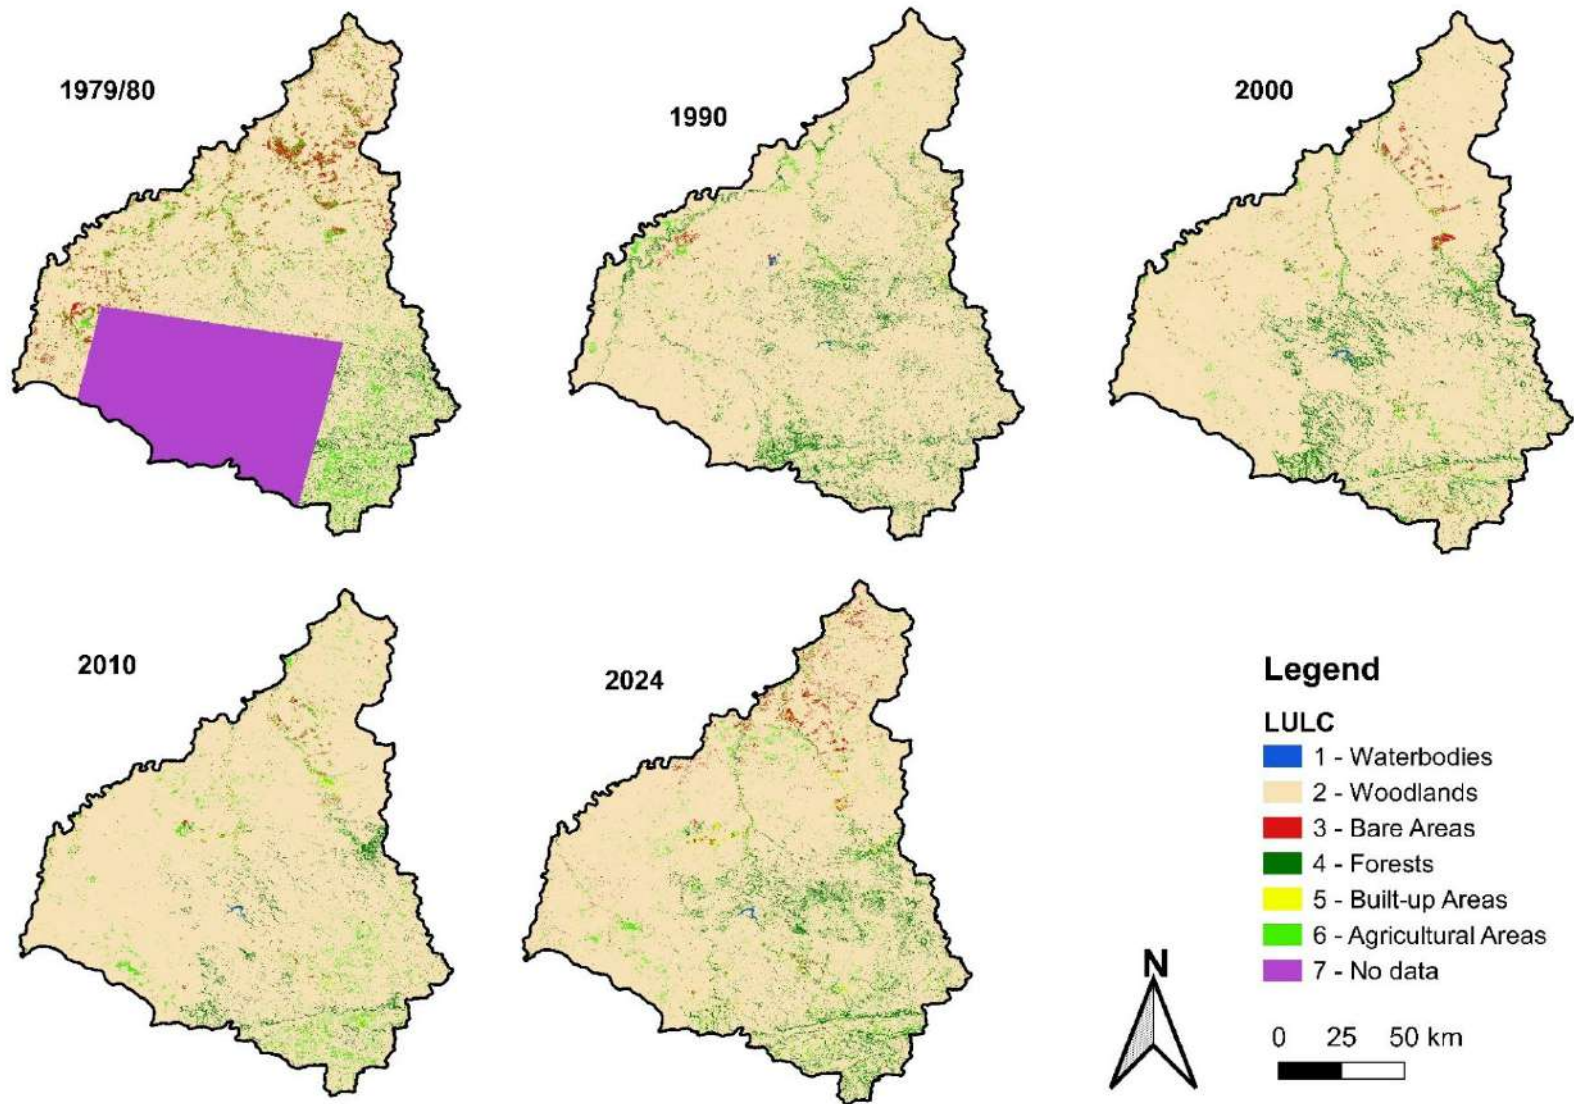 1979/80
1990
2000
2010
2024
Legend
LULC
1 - Waterbodies
2 - Woodlands
3 - Bare Areas
4 - Forests
5 - Built-up Areas
6 - Agricultural Areas
7 - No data
N
0 25 50 km